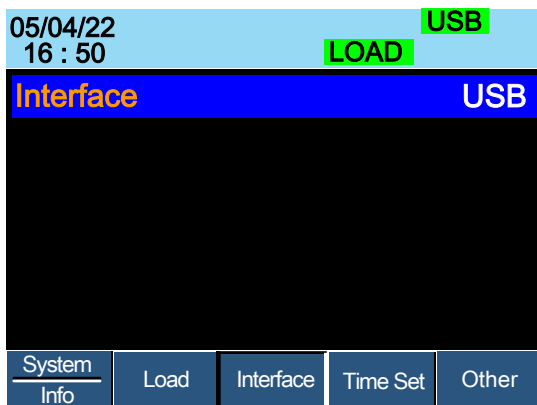 05/04/22
16 : 50
USB
LOAD
Interface USB
System
Info
Load
Interface
Time Set
Other